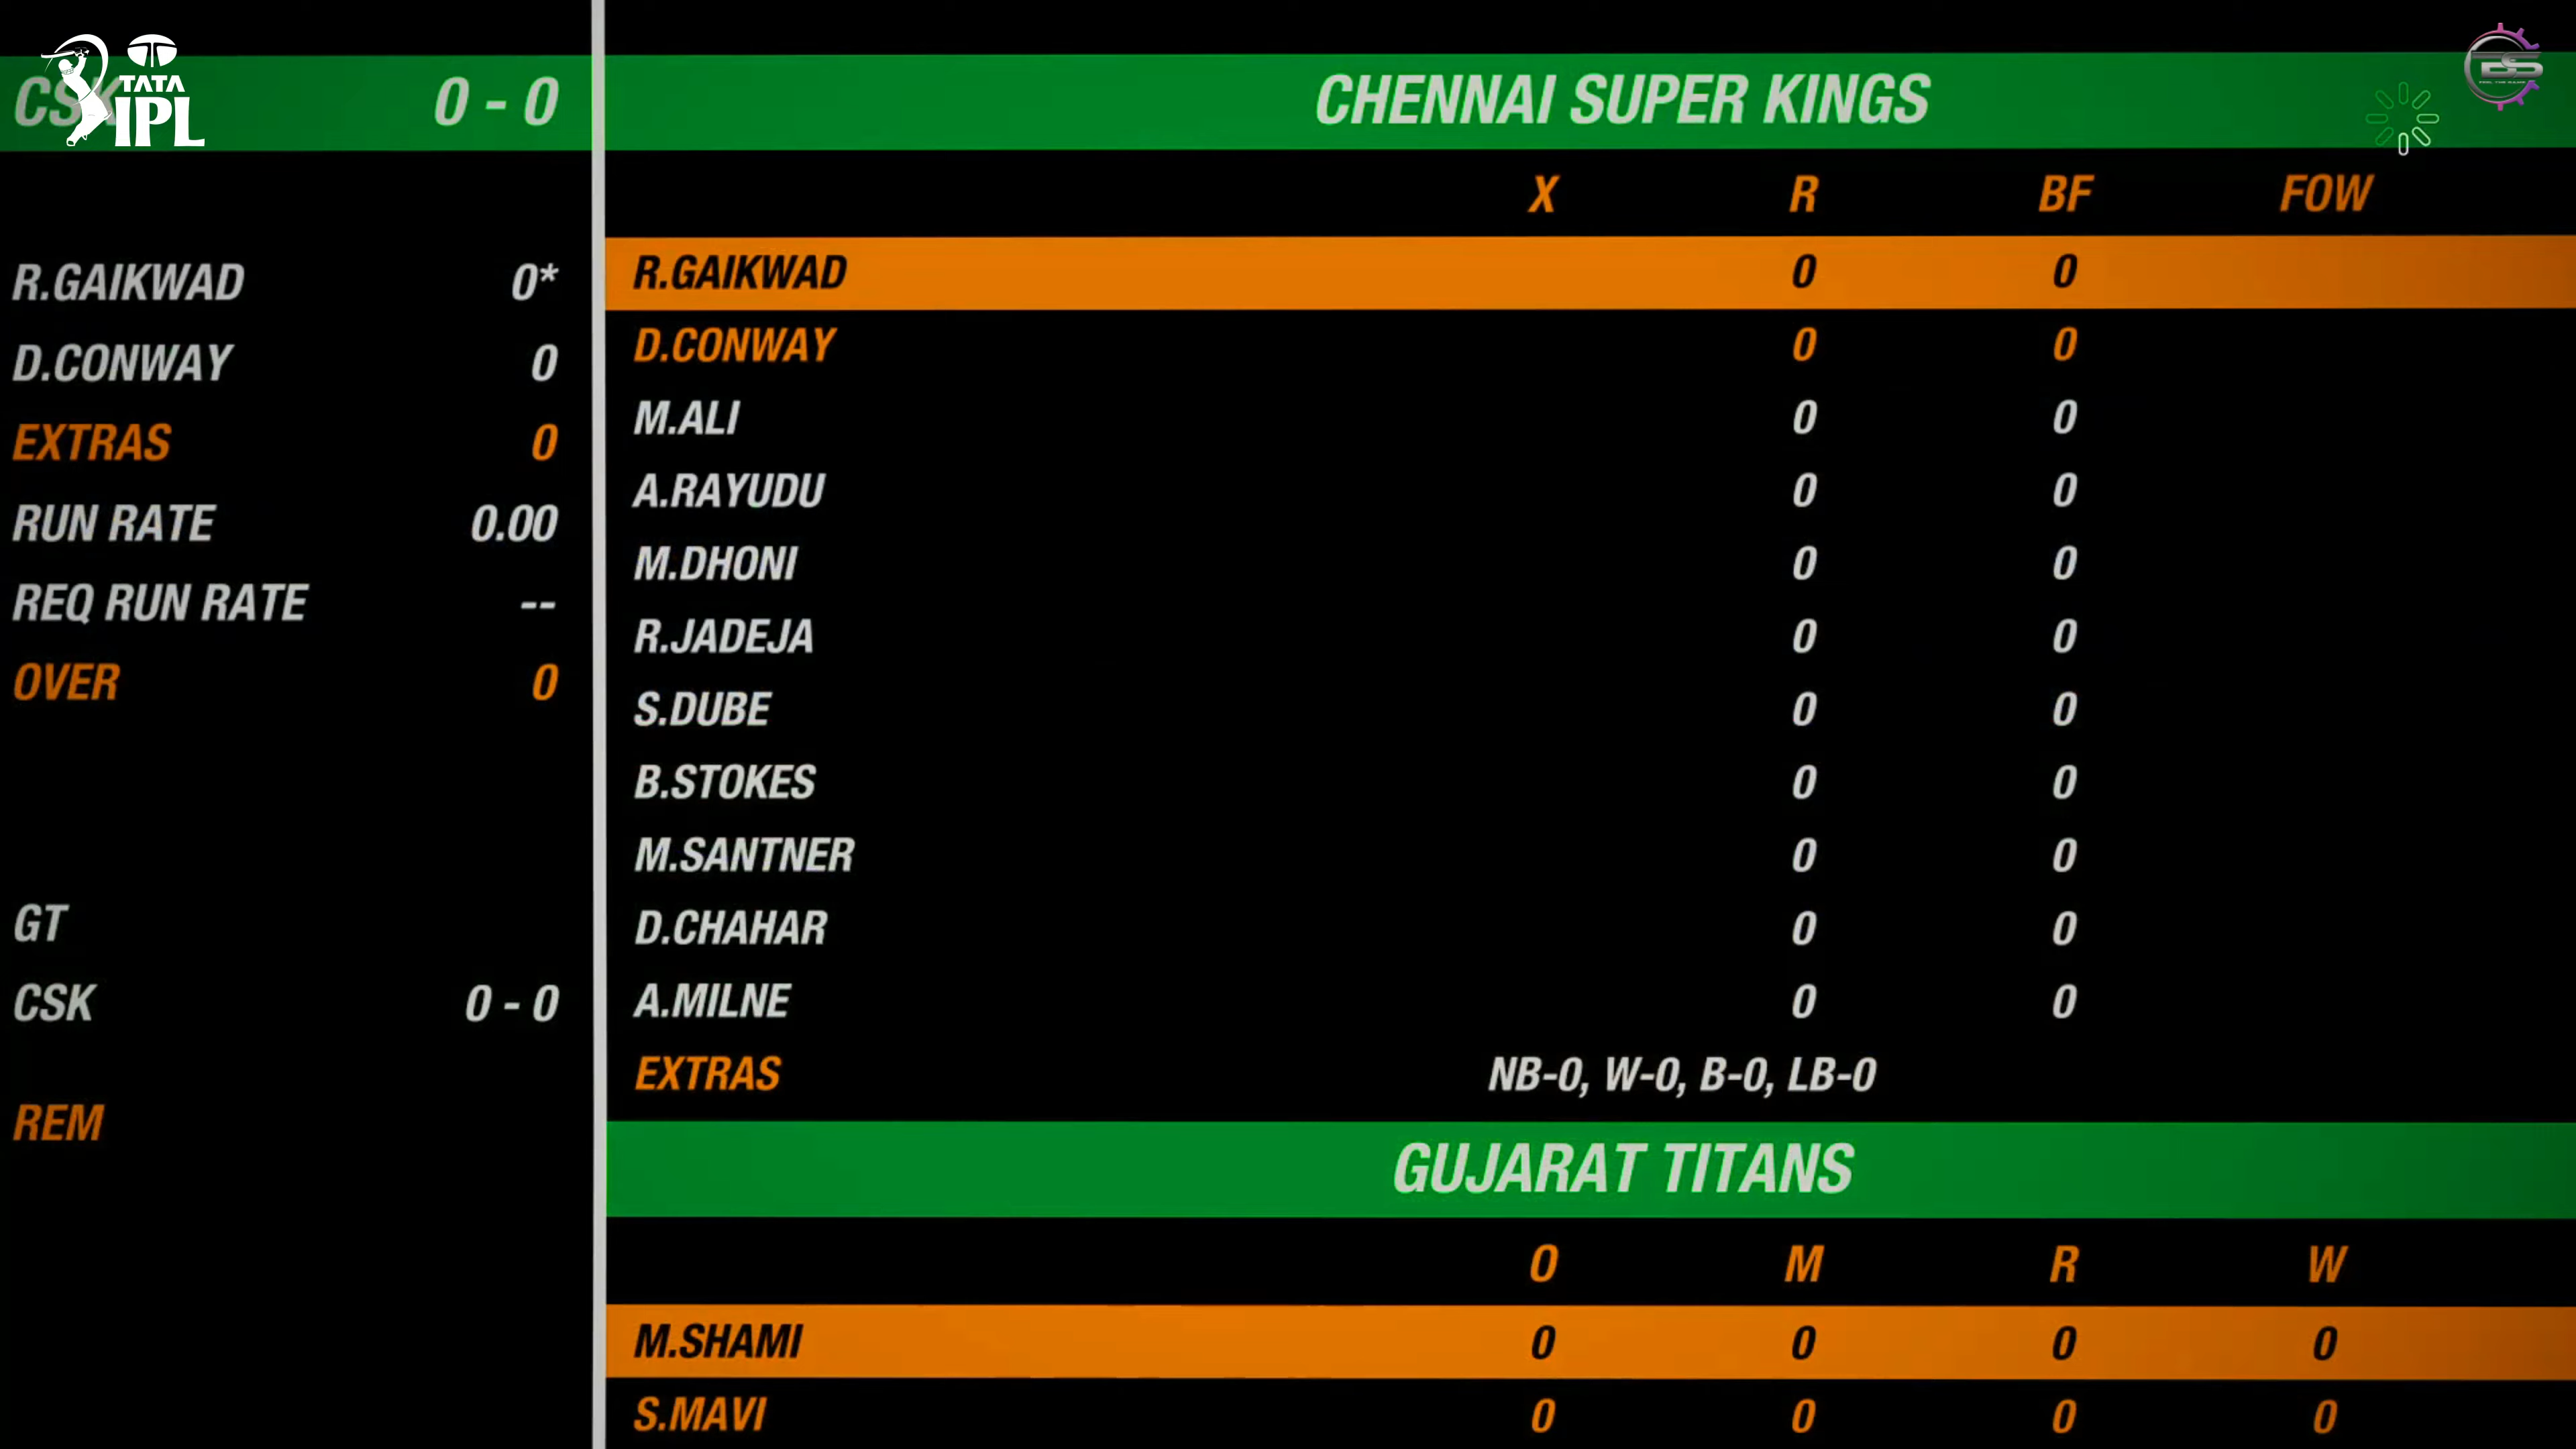 CSK 0 - 0
TATA
IPL
R.GAIKWAD 0*
D.CONWAY 0
EXTRAS 0
RUN RATE 0.00
REQ RUN RATE --
OVER 0
GT
CSK 0 - 0
REM
CHENNAI SUPER KINGS
X R BF FOW
R.GAIKWAD 0 0
D.CONWAY 0 0
M.ALI 0 0
A.RAYUDU 0 0
M.DHONI 0 0
R.JADEJA 0 0
S.DUBE 0 0
B.STOKES 0 0
M.SANTNER 0 0
D.CHAHAR 0 0
A.MILNE 0 0
EXTRAS NB-0, W-0, B-0, LB-0
GUJARAT TITANS
O M R W
M.SHAMI 0 0 0 0
S.MAVI 0 0 0 0